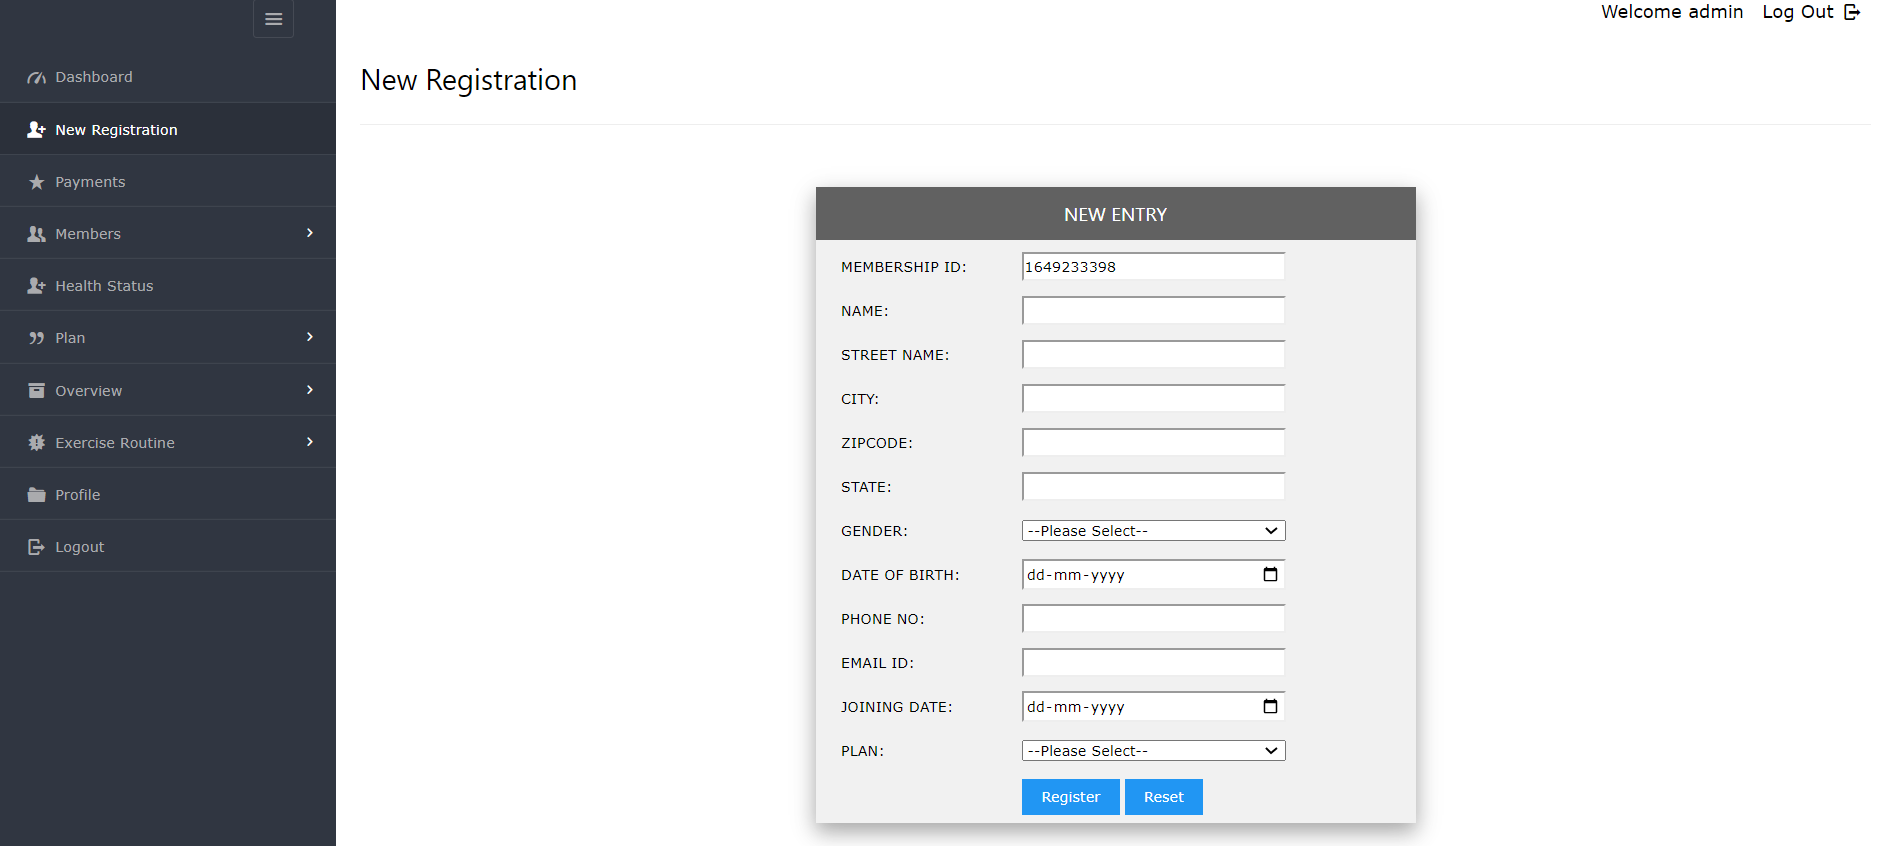 Welcome admin Log Out
Dashboard
New Registration
Payments
Members
Health Status
Plan
Overview
Exercise Routine
Profile
Logout
New Registration
NEW ENTRY
MEMBERSHIP ID: 1649233398
NAME:
STREET NAME:
CITY:
ZIPCODE:
STATE:
GENDER: --Please Select--
DATE OF BIRTH: dd-mm-yyyy
PHONE NO:
EMAIL ID:
JOINING DATE: dd-mm-yyyy
PLAN: --Please Select--
Register Reset